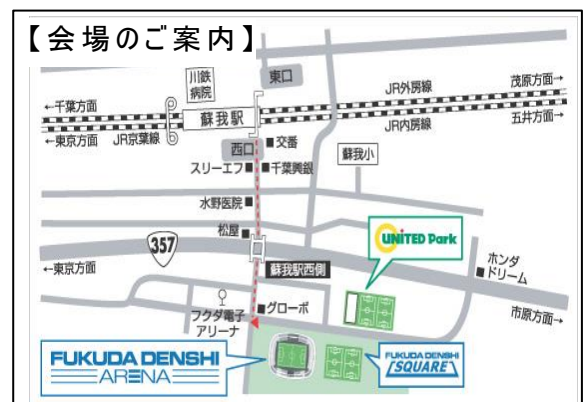 【会場のご案内】
川鉄
病院
東口
JR外房線
茂原方面→
←千葉方面
蘇我駅
五井方面→
←東京方面
JR京葉線
JR内房線
西口
交番
スリーエフ
千葉興銀
蘇我小
水野医院
松屋
UNITED Park
357
←東京方面
蘇我駅西側
ホンダ
ドリーム
フクダ電子
アリーナ
グローボ
市原方面→
FUKUDA DENSHI
ARENA
FUKUDA DENSHI
SQUARE